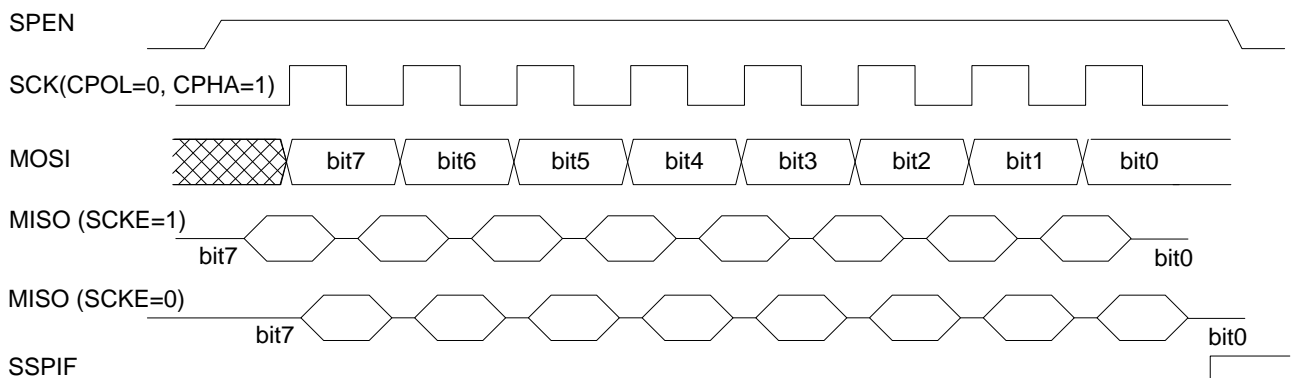 SPEN
SCK(CPOL=0, CPHA=1)
MOSI
bit7 bit6 bit5 bit4 bit3 bit2 bit1 bit0
MISO (SCKE=1)
bit7 bit0
MISO (SCKE=0)
bit7 bit0
SSPIF